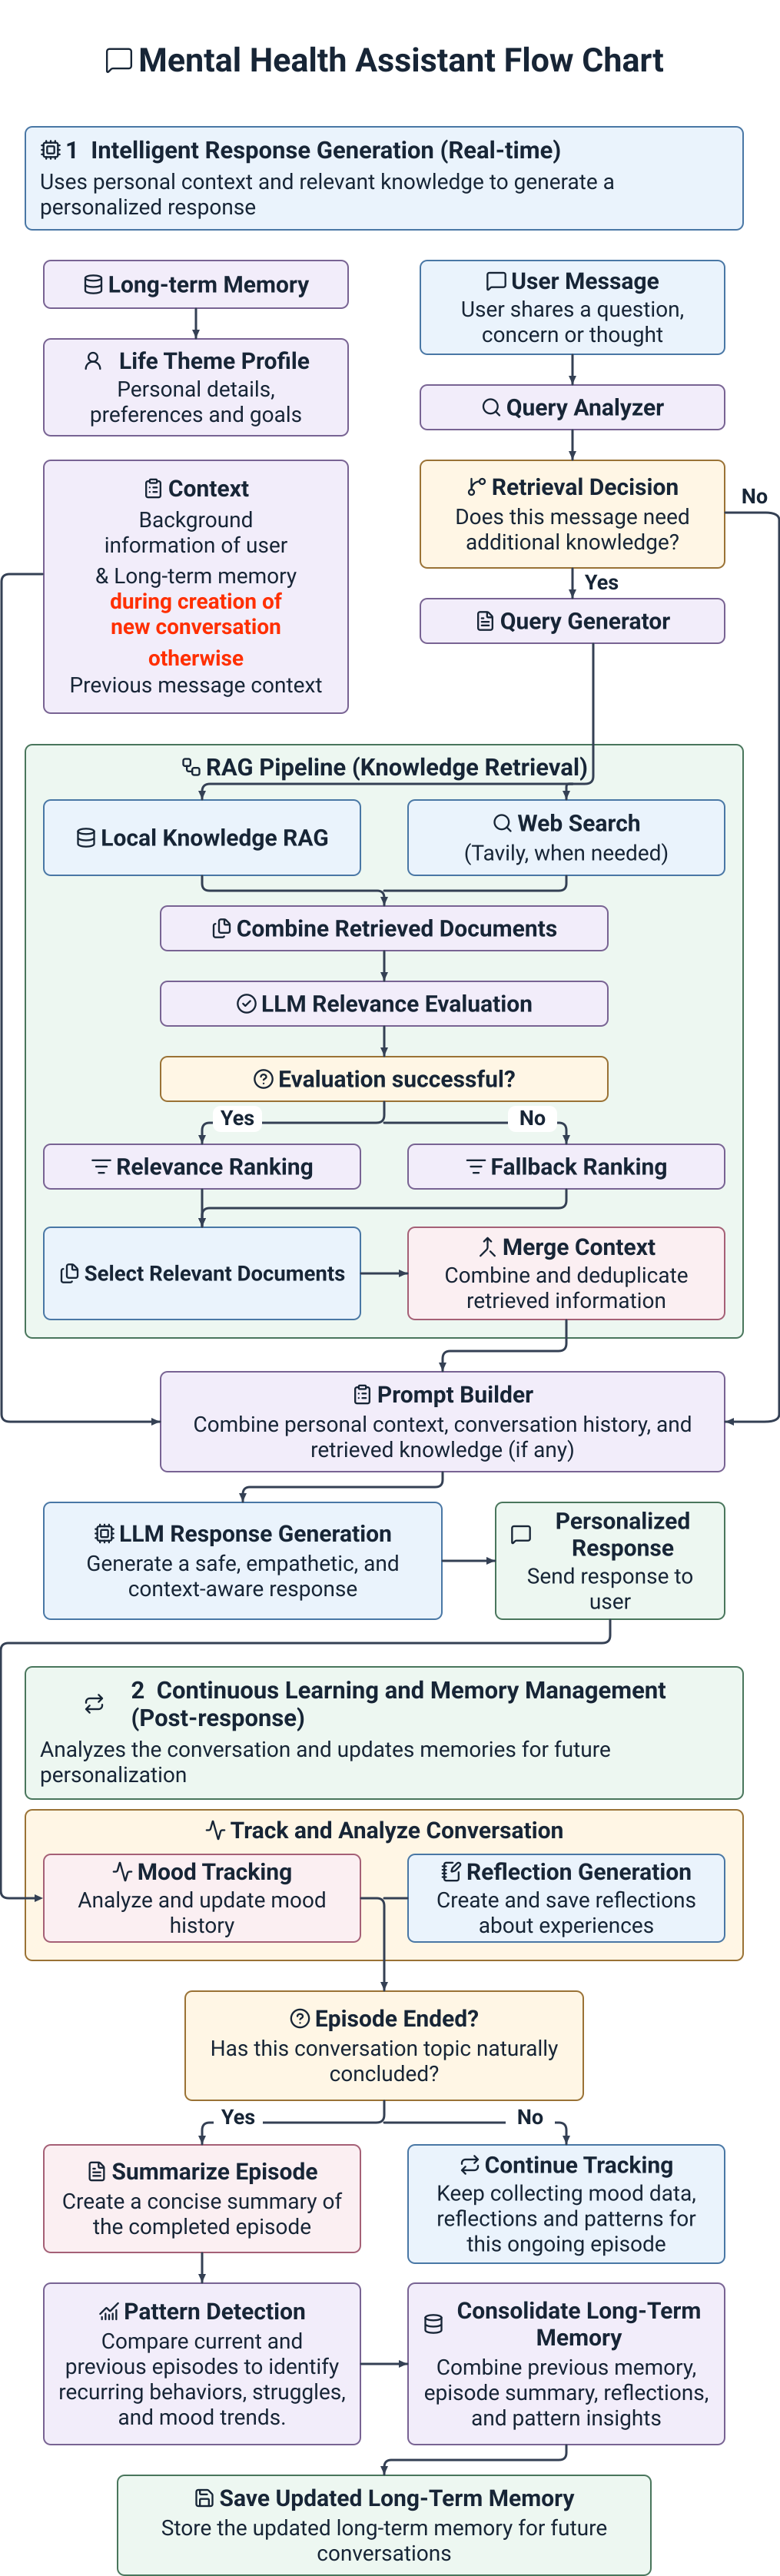 Mental Health Assistant Flow Chart
1 Intelligent Response Generation (Real-time)
Uses personal context and relevant knowledge to generate a
personalized response
Long-term Memory
Life Theme Profile
Personal details,
preferences and goals
Context
Background
information of user
& Long-term memory
during creation of
new conversation
otherwise
Previous message context
User Message
User shares a question,
concern or thought
Query Analyzer
Retrieval Decision
Does this message need
additional knowledge?
No
Yes
Query Generator
RAG Pipeline (Knowledge Retrieval)
Local Knowledge RAG
Web Search
(Tavily, when needed)
Combine Retrieved Documents
LLM Relevance Evaluation
Evaluation successful?
Yes
No
Relevance Ranking
Fallback Ranking
Select Relevant Documents
Merge Context
Combine and deduplicate
retrieved information
Prompt Builder
Combine personal context, conversation history, and
retrieved knowledge (if any)
LLM Response Generation
Generate a safe, empathetic, and
context-aware response
Personalized
Response
Send response to
user
2 Continuous Learning and Memory Management
(Post-response)
Analyzes the conversation and updates memories for future
personalization
Track and Analyze Conversation
Mood Tracking
Analyze and update mood
history
Reflection Generation
Create and save reflections
about experiences
Episode Ended?
Has this conversation topic naturally
concluded?
Yes
No
Summarize Episode
Create a concise summary of
the completed episode
Continue Tracking
Keep collecting mood data,
reflections and patterns for
this ongoing episode
Pattern Detection
Compare current and
previous episodes to identify
recurring behaviors, struggles,
and mood trends.
Consolidate Long-Term
Memory
Combine previous memory,
episode summary, reflections,
and pattern insights
Save Updated Long-Term Memory
Store the updated long-term memory for future
conversations